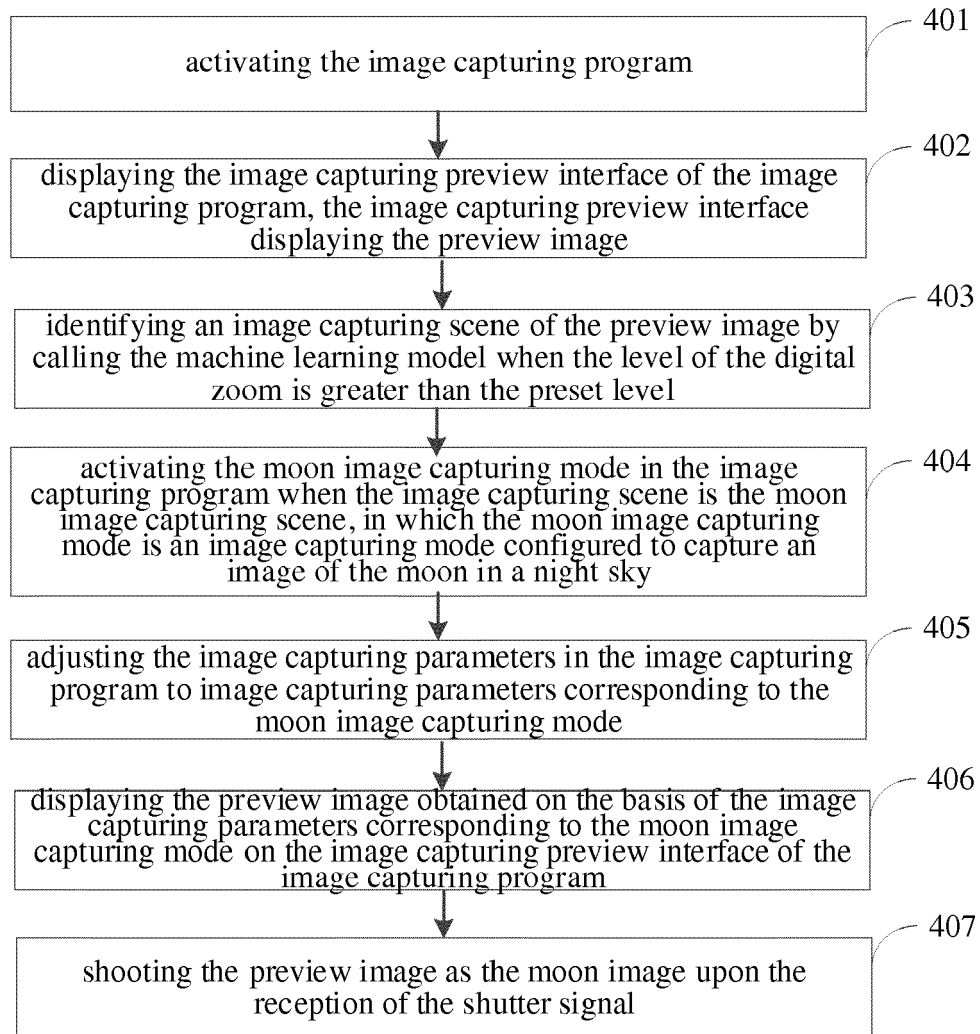 401
activating the image capturing program
402
displaying the image capturing preview interface of the image
capturing program, the image capturing preview interface
displaying the preview image
403
identifying an image capturing scene of the preview image by
calling the machine learning model when the level of the digital
zoom is greater than the preset level
404
activating the moon image capturing mode in the image
capturing program when the image capturing scene is the moon
image capturing scene, in which the moon image capturing
mode is an image capturing mode configured to capture an
image of the moon in a night sky
405
adjusting the image capturing parameters in the image capturing
program to image capturing parameters corresponding to the
moon image capturing mode
406
displaying the preview image obtained on the basis of the image
capturing parameters corresponding to the moon image
capturing mode on the image capturing preview interface of the
image capturing program
407
shooting the preview image as the moon image upon the
reception of the shutter signal